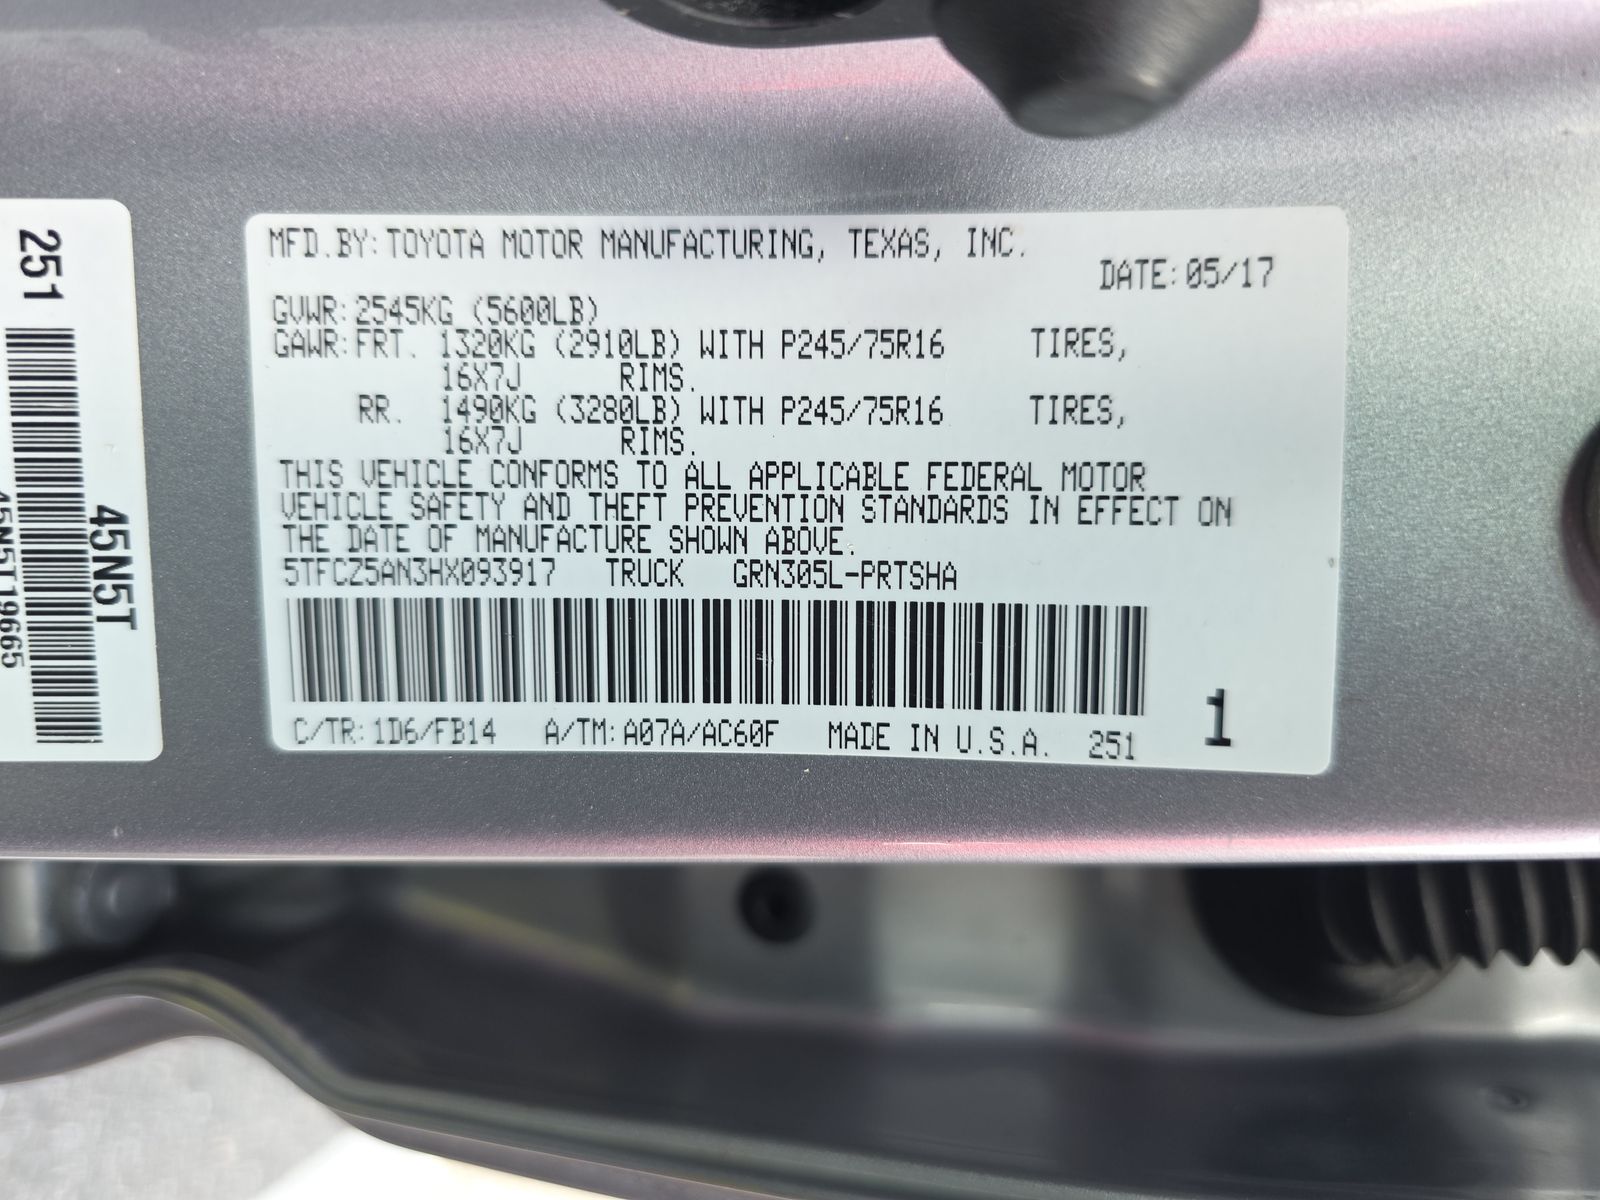 251
45N5T
45N5T19665
MFD.BY: TOYOTA MOTOR MANUFACTURING, TEXAS, INC.
DATE: 05/17
GVWR: 2545KG (5600LB)
GAWR: FRT. 1320KG (2910LB) WITH P245/75R16 TIRES,
16X7J RIMS.
RR. 1490KG (3280LB) WITH P245/75R16 TIRES,
16X7J RIMS.
THIS VEHICLE CONFORMS TO ALL APPLICABLE FEDERAL MOTOR
VEHICLE SAFETY AND THEFT PREVENTION STANDARDS IN EFFECT ON
THE DATE OF MANUFACTURE SHOWN ABOVE.
5TFCZ5AN3HX093917 TRUCK GRN305L-PRTSHA
C/TR: 1D6/FB14 A/TM: A07A/AC60F MADE IN U.S.A. 251
1